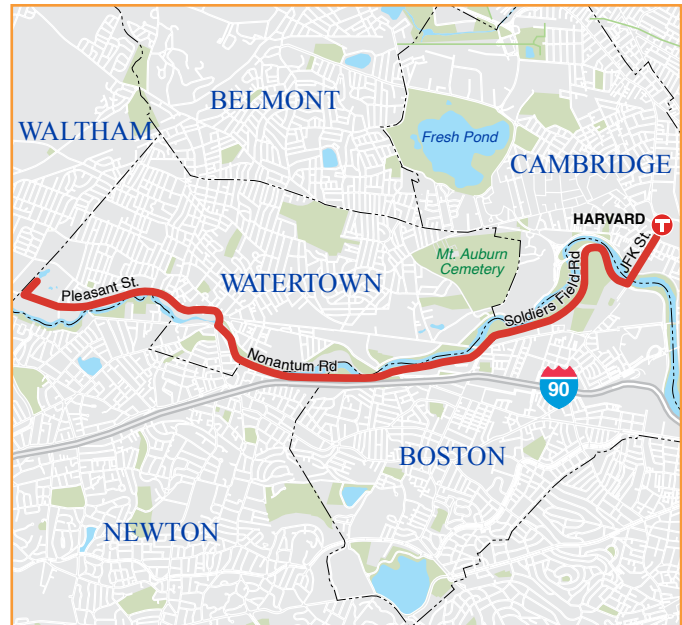 BELMONT
WALTHAM
Fresh Pond
CAMBRIDGE
HARVARD
T
JFK St.
Mt. Auburn
Cemetery
WATERTOWN
Pleasant St.
Soldiers Field Rd
Nonantum Rd
90
BOSTON
NEWTON